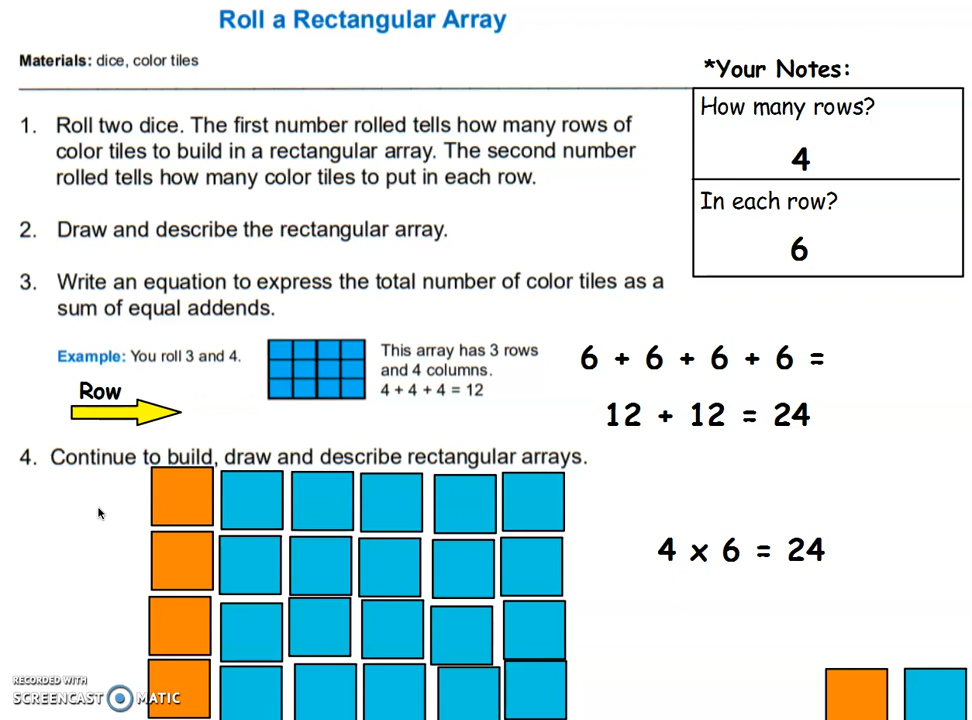 Roll a Rectangular Array
Materials: dice, color tiles
*Your Notes:
How many rows?
4
In each row?
6
1. Roll two dice. The first number rolled tells how many rows of
color tiles to build in a rectangular array. The second number
rolled tells how many color tiles to put in each row.
2. Draw and describe the rectangular array.
3. Write an equation to express the total number of color tiles as a
sum of equal addends.
Example: You roll 3 and 4.
This array has 3 rows
and 4 columns.
4 + 4 + 4 = 12
Row
6 + 6 + 6 + 6 =
12 + 12 = 24
4. Continue to build, draw and describe rectangular arrays.
4 x 6 = 24
RECORDED WITH
SCREENCAST MATIC